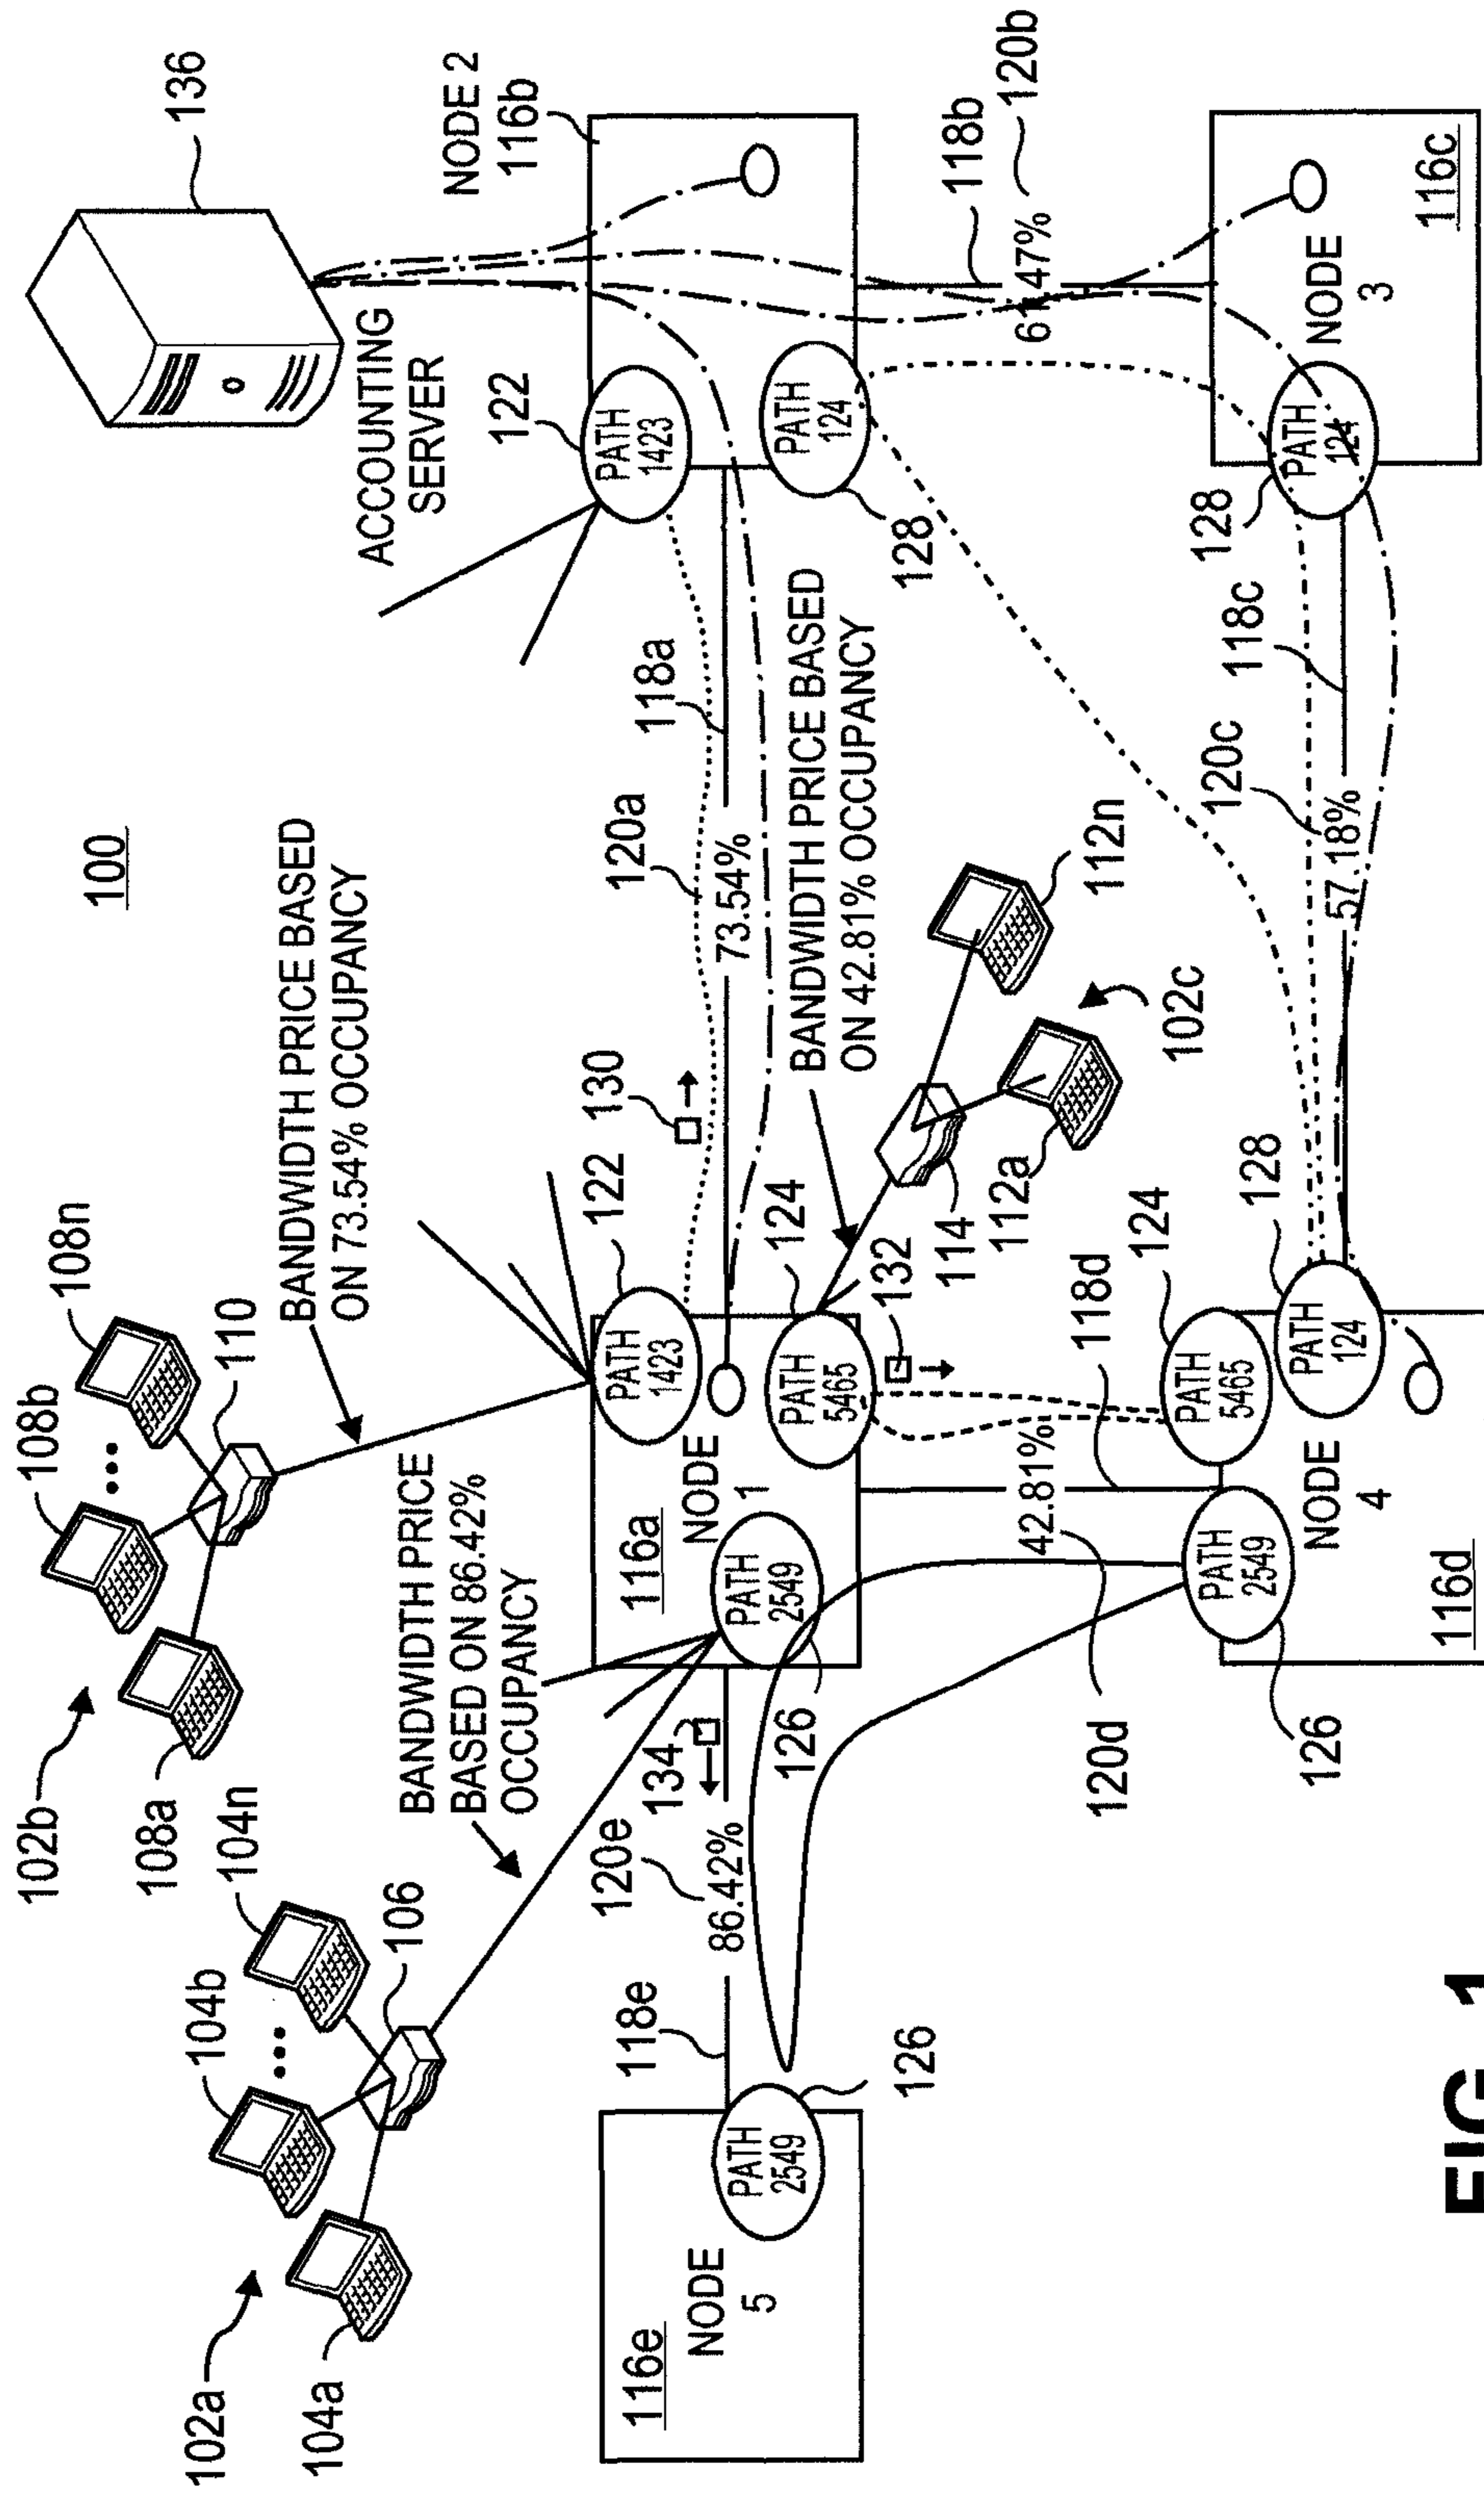 100
136
ACCOUNTING
SERVER
NODE 2
116b
122
PATH
1423
PATH
124
128
118b
61.47%
120b
NODE
3
116c
PATH
124
128
118c
120c
57.18%
118a
120a
73.54%
BANDWIDTH PRICE BASED
ON 42.81% OCCUPANCY
112n
102c
112a
114
130
122
124
132
BANDWIDTH PRICE BASED
ON 73.54% OCCUPANCY
108n
108b
108a
110
102b
BANDWIDTH PRICE
BASED ON 86.42%
OCCUPANCY
104n
104b
104a
106
102a
116a
NODE
1
PATH
1423
PATH
5465
PATH
2549
126
134
120e
86.42%
118e
126
116e
NODE
5
PATH
2549
118d
42.81%
120d
124
128
PATH
5465
PATH
124
PATH
2549
126
NODE
4
116d
FIG. 1